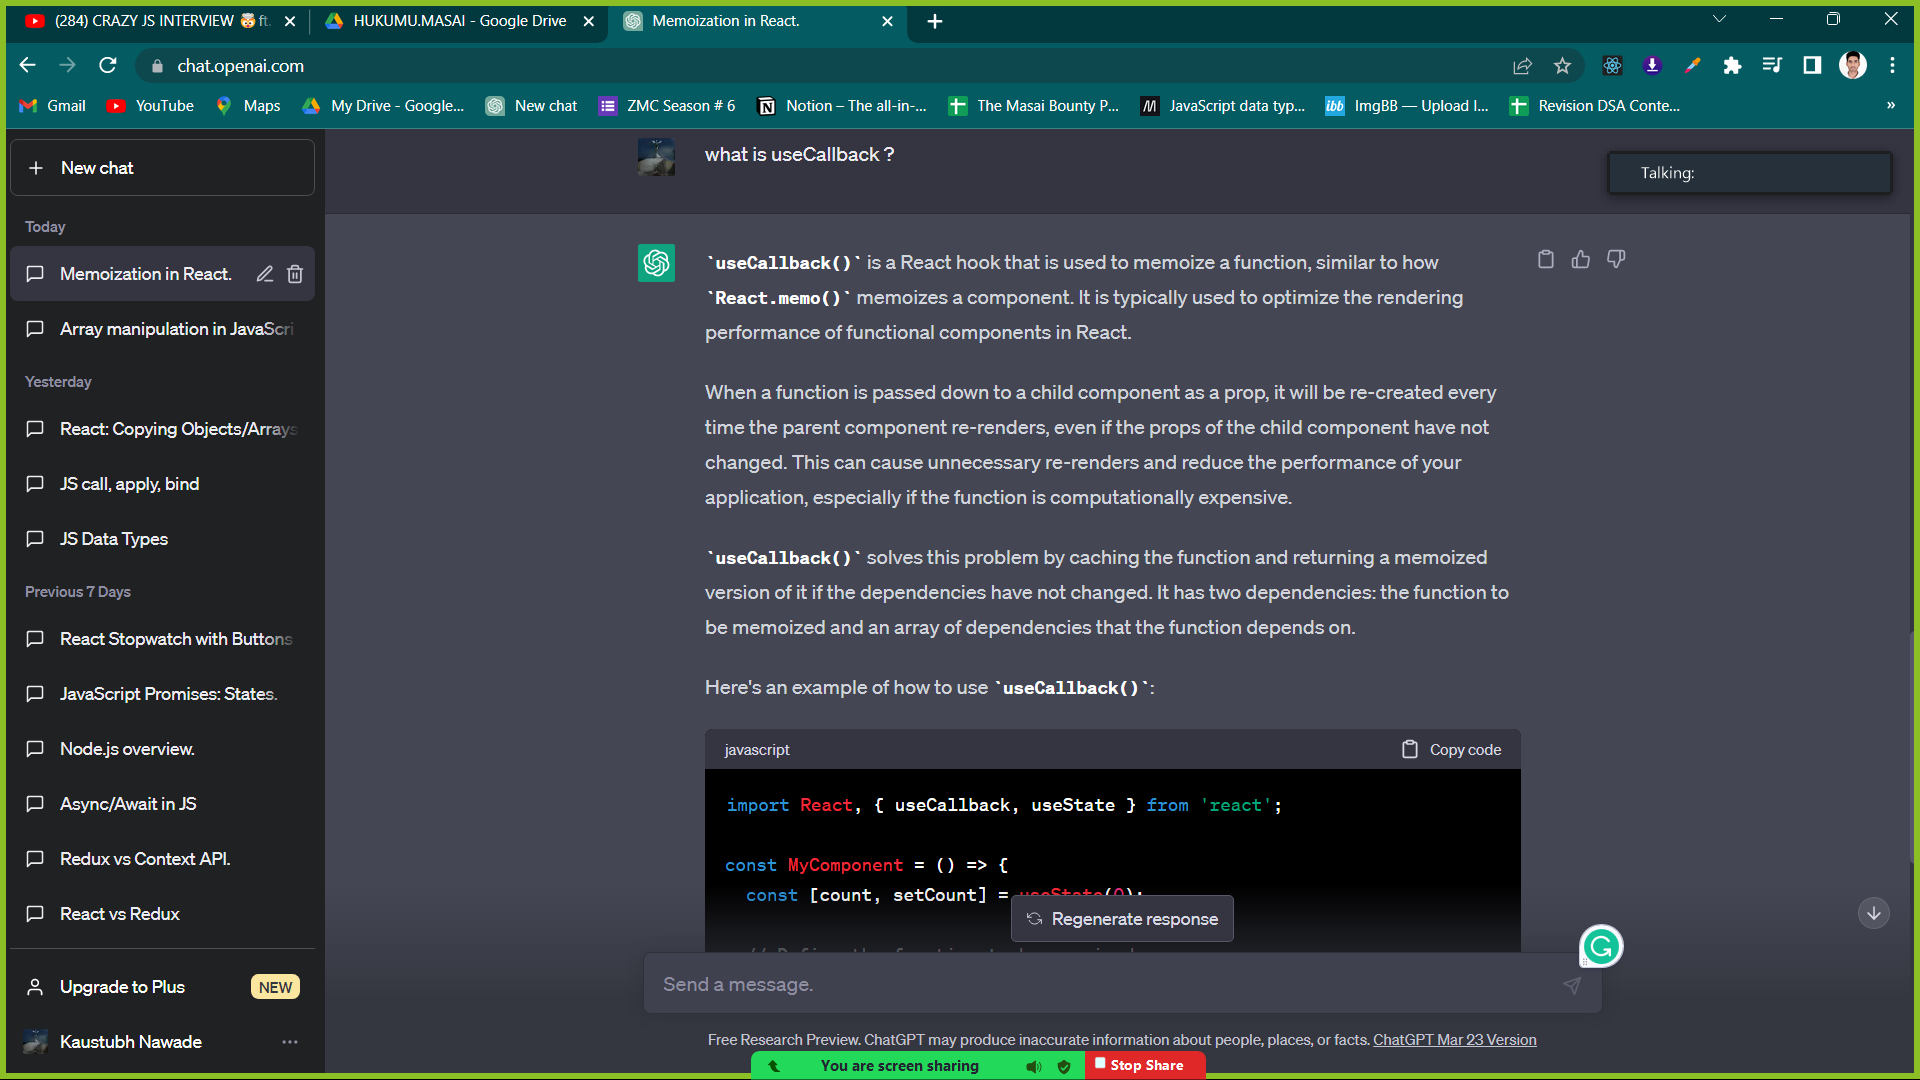 (284) CRAZY JS INTERVIEW 🤯 ft.
HUKUMU.MASAI - Google Drive
Memoization in React.
chat.openai.com
Gmail
YouTube
Maps
My Drive - Google...
New chat
ZMC Season # 6
Notion – The all-in-...
The Masai Bounty P...
JavaScript data typ...
ibb ImgBB — Upload I...
Revision DSA Conte...
»
New chat
Today
Memoization in React.
Array manipulation in JavaScri
Yesterday
React: Copying Objects/Arrays
JS call, apply, bind
JS Data Types
Previous 7 Days
React Stopwatch with Buttons
JavaScript Promises: States.
Node.js overview.
Async/Await in JS
Redux vs Context API.
React vs Redux
Upgrade to Plus NEW
Kaustubh Nawade
what is useCallback ?
Talking:
`useCallback()` is a React hook that is used to memoize a function, similar to how
`React.memo()` memoizes a component. It is typically used to optimize the rendering
performance of functional components in React.
When a function is passed down to a child component as a prop, it will be re-created every
time the parent component re-renders, even if the props of the child component have not
changed. This can cause unnecessary re-renders and reduce the performance of your
application, especially if the function is computationally expensive.
`useCallback()` solves this problem by caching the function and returning a memoized
version of it if the dependencies have not changed. It has two dependencies: the function to
be memoized and an array of dependencies that the function depends on.
Here's an example of how to use `useCallback()`:
javascript
Copy code
import React, { useCallback, useState } from 'react';
const MyComponent = () => {
const [count, setCount] = useState(0);
Regenerate response
Send a message.
Free Research Preview. ChatGPT may produce inaccurate information about people, places, or facts. ChatGPT Mar 23 Version
You are screen sharing
Stop Share